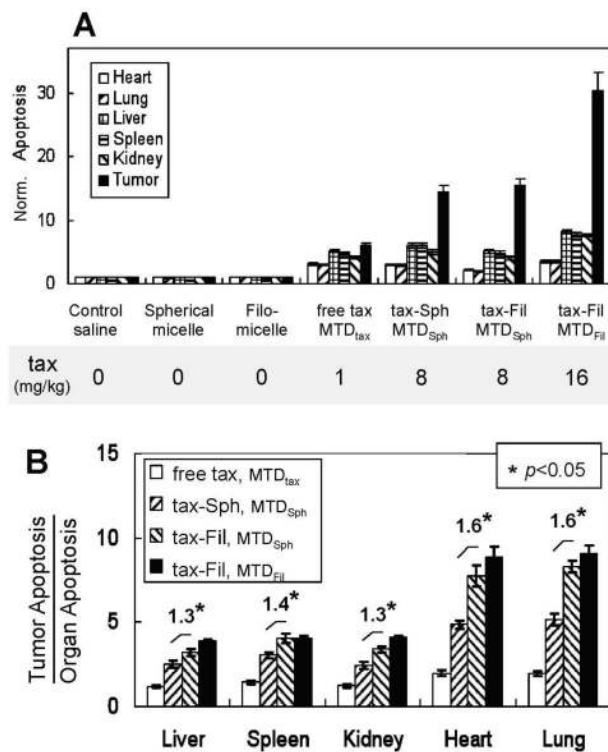 A
Norm. Apoptosis
30
20
10
0
Heart
Lung
Liver
Spleen
Kidney
Tumor
Control Spherical Filo- free tax tax-Sph tax-Fil tax-Fil
saline micelle micelle MTDtax MTDSph MTDSph MTDFil
tax 0 0 0 1 8 8 16
(mg/kg)
B
Tumor Apoptosis
Organ Apoptosis
15
10
5
0
free tax, MTDtax
tax-Sph, MTDSph
tax-Fil, MTDSph
tax-Fil, MTDFil
* p<0.05
1.3* 1.4* 1.3* 1.6* 1.6*
Liver Spleen Kidney Heart Lung